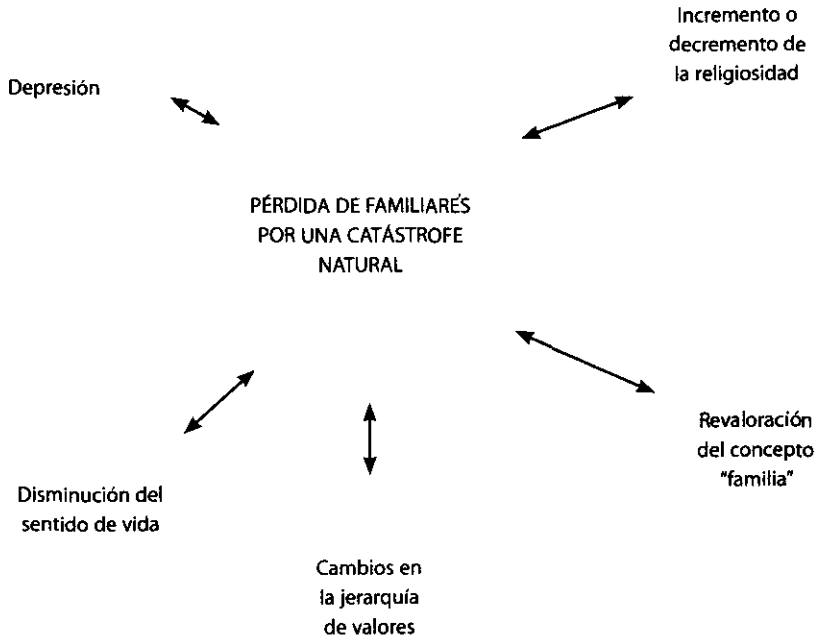 Incremento o
decremento de
la religiosidad
Depresión
PÉRDIDA DE FAMILIARES
POR UNA CATÁSTROFE
NATURAL
Revaloración
del concepto
"familia"
Disminución del
sentido de vida
Cambios en
la jerarquía
de valores